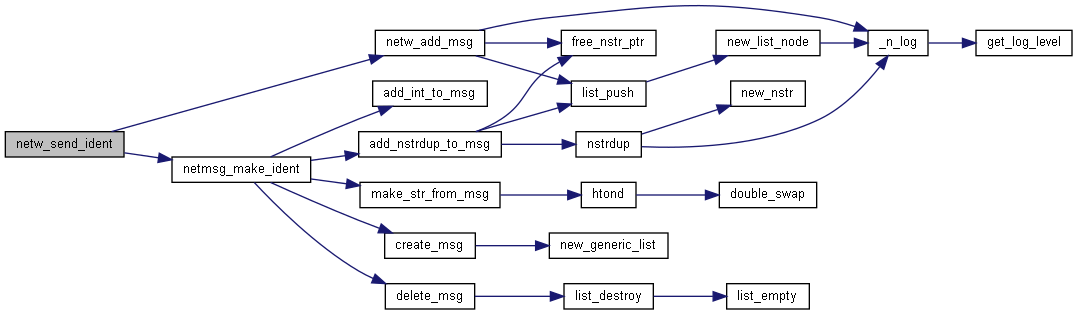 netw_send_ident
netw_add_msg
netmsg_make_ident
add_int_to_msg
add_nstrdup_to_msg
make_str_from_msg
create_msg
delete_msg
free_nstr_ptr
list_push
nstrdup
htond
new_generic_list
list_destroy
new_list_node
new_nstr
double_swap
list_empty
_n_log
get_log_level